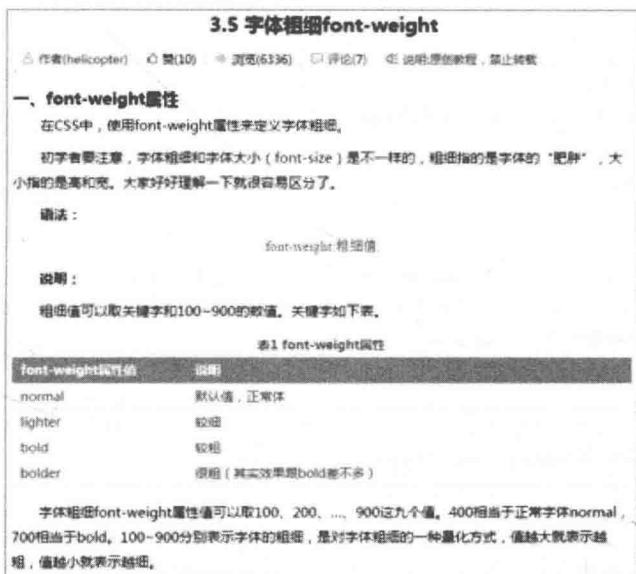 3.5 字体粗细font-weight
作者(helicopter) 赞(10) 浏览(6336) 评论(7) 说明:原创教程，禁止转载
一、font-weight属性
在CSS中，使用font-weight属性来定义字体粗细。
初学者要注意，字体粗细和字体大小（font-size）是不一样的，粗细指的是字体的“肥胖”，大
小指的是高和宽。大家好好理解一下就很容易区分了。
语法：
font-weight:粗细值
说明：
粗细值可以取关键字和100~900的数值。关键字如下表。
表1 font-weight属性
font-weight属性值 说明
normal 默认值，正常体
lighter 较细
bold 较粗
bolder 很粗（其实效果跟bold差不多）
字体粗细font-weight属性值可以取100、200、…、900这九个值。400相当于正常字体normal，
700相当于bold。100~900分别表示字体的粗细，是对字体粗细的一种量化方式，值越大就表示越
粗，值越小就表示越细。